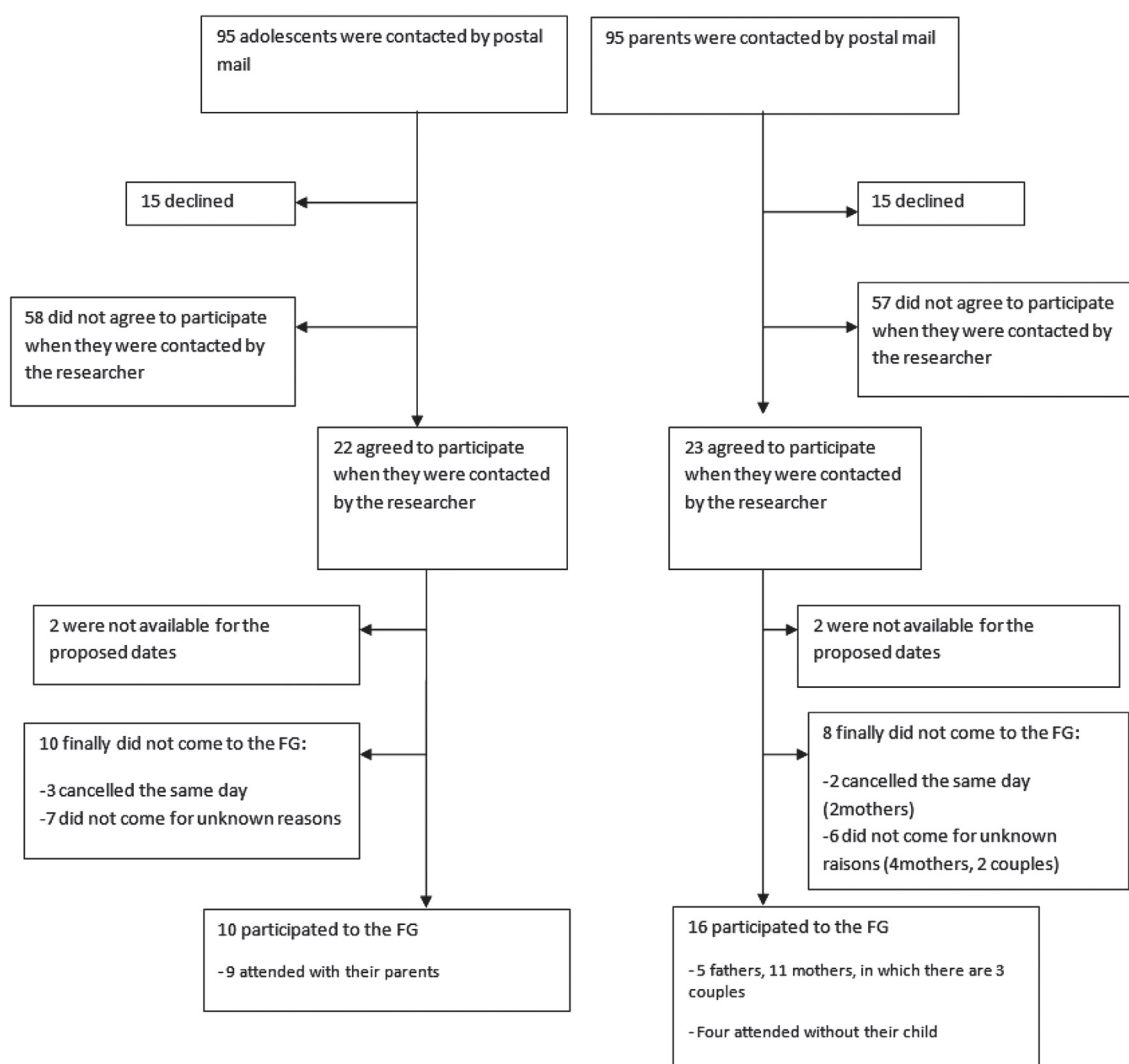 95 adolescents were contacted by postal
mail
95 parents were contacted by postal mail
15 declined
15 declined
58 did not agree to participate
when they were contacted by
the researcher
57 did not agree to participate
when they were contacted by
the researcher
22 agreed to participate
when they were contacted
by the researcher
23 agreed to participate
when they were contacted
by the researcher
2 were not available for the
proposed dates
2 were not available for the
proposed dates
10 finally did not come to the FG:
-3 cancelled the same day
-7 did not come for unknown reasons
8 finally did not come to the FG:
-2 cancelled the same day
(2mothers)
-6 did not come for unknown
raisons (4mothers, 2 couples)
10 participated to the FG
-9 attended with their parents
16 participated to the FG
-5 fathers, 11 mothers, in which there are 3
couples
-Four attended without their child